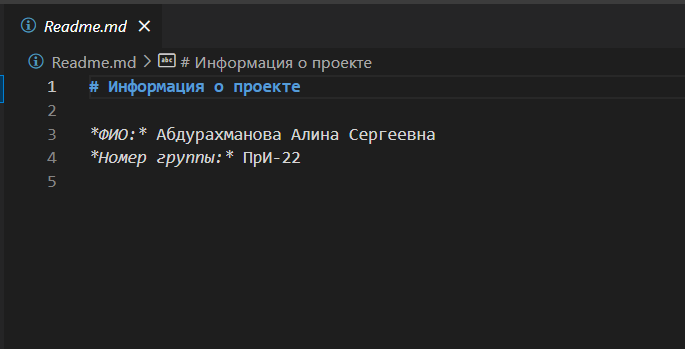 Readme.md
Readme.md > abc # Информация о проекте
1 # Информация о проекте
2
3 *ФИО:* Абдурахманова Алина Сергеевна
4 *Номер группы:* ПрИ-22
5